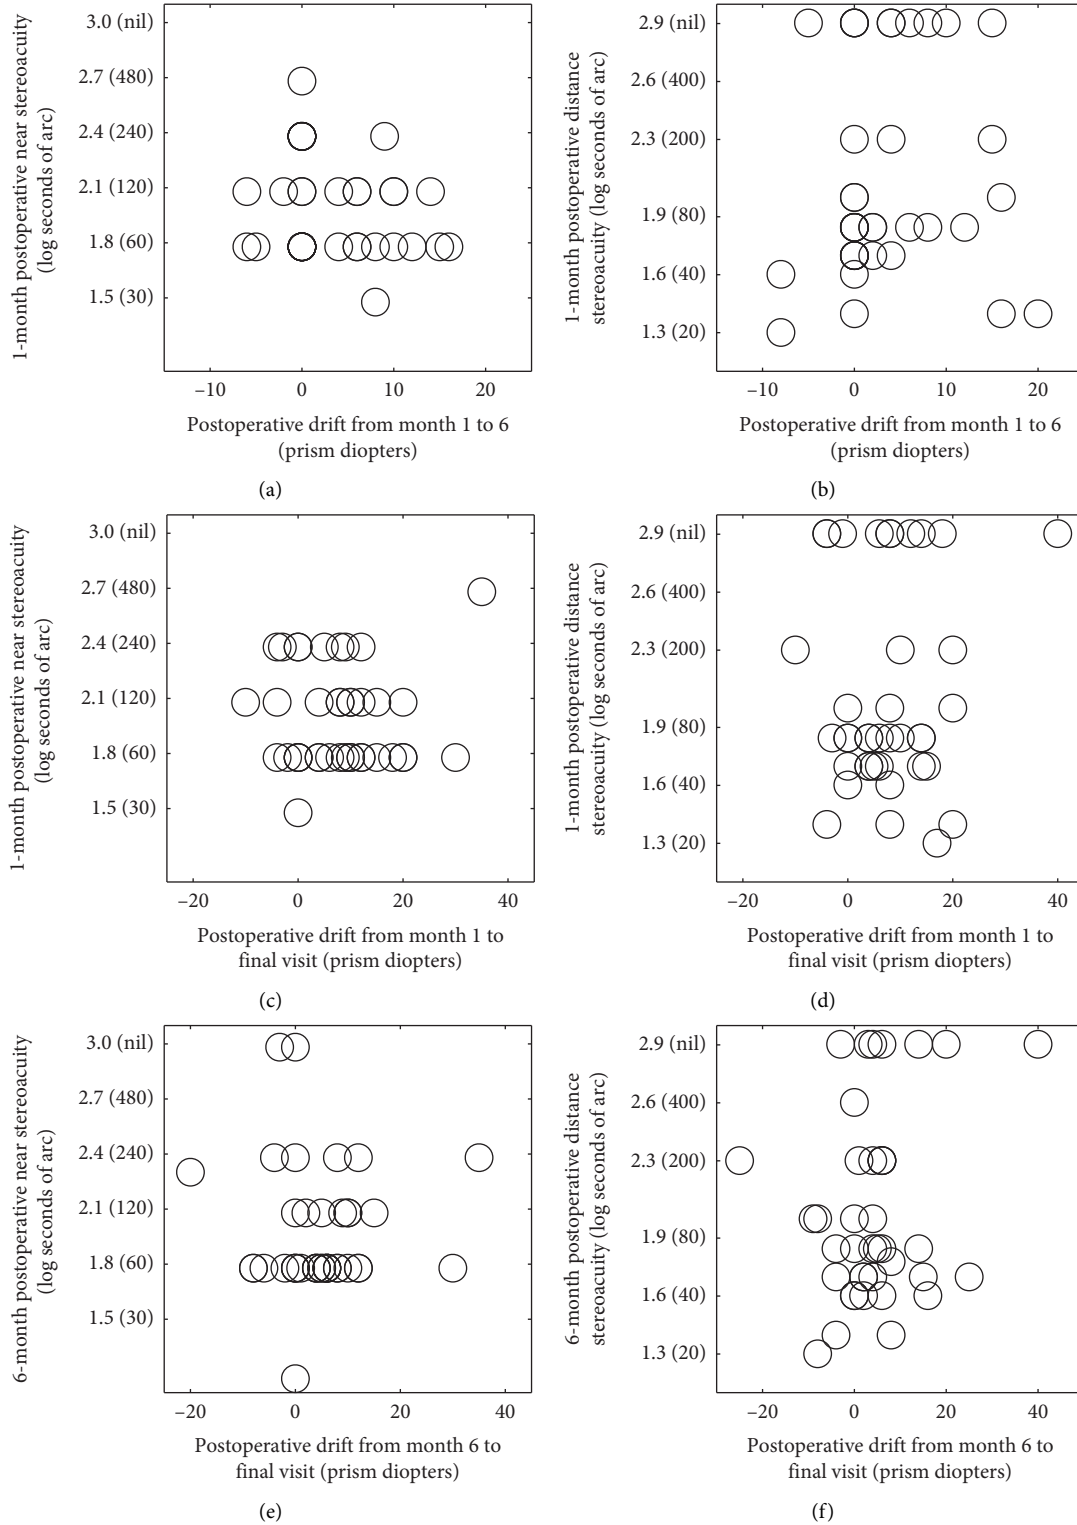 1-month postoperative near stereoacuity
(log seconds of arc)
3.0 (nil)
2.7 (480)
2.4 (240)
2.1 (120)
1.8 (60)
1.5 (30)
−10
0
10
20
Postoperative drift from month 1 to 6
(prism diopters)
(a)
1-month postoperative distance
stereoacuity (log seconds of arc)
2.9 (nil)
2.6 (400)
2.3 (200)
1.9 (80)
1.6 (40)
1.3 (20)
−10
0
10
20
Postoperative drift from month 1 to 6
(prism diopters)
(b)
1-month postoperative near stereoacuity
(log seconds of arc)
3.0 (nil)
2.7 (480)
2.4 (240)
2.1 (120)
1.8 (60)
1.5 (30)
−20
0
20
40
Postoperative drift from month 1 to
final visit (prism diopters)
(c)
1-month postoperative distance
stereoacuity (log seconds of arc)
2.9 (nil)
2.6 (400)
2.3 (200)
1.9 (80)
1.6 (40)
1.3 (20)
−20
0
20
40
Postoperative drift from month 1 to
final visit (prism diopters)
(d)
6-month postoperative near stereoacuity
(log seconds of arc)
3.0 (nil)
2.7 (480)
2.4 (240)
2.1 (120)
1.8 (60)
1.5 (30)
−20
0
20
40
Postoperative drift from month 6 to
final visit (prism diopters)
(e)
6-month postoperative distance
stereoacuity (log seconds of arc)
2.9 (nil)
2.6 (400)
2.3 (200)
1.9 (80)
1.6 (40)
1.3 (20)
−20
0
20
40
Postoperative drift from month 6 to
final visit (prism diopters)
(f)